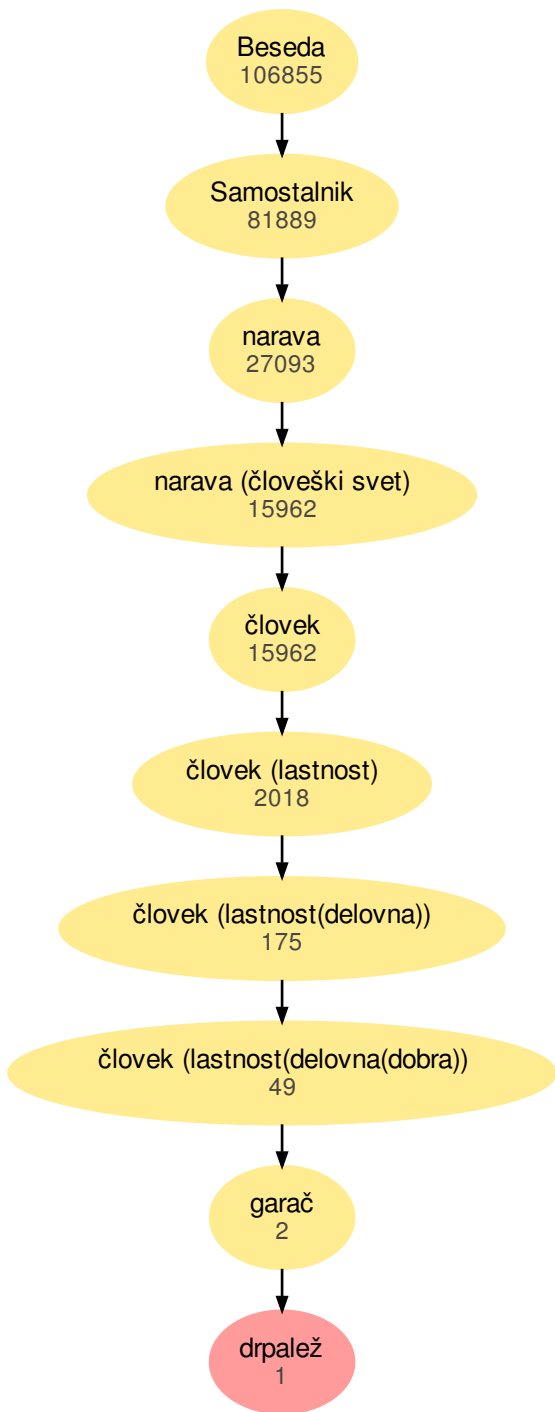 Beseda
106855
Samostalnik
81889
narava
27093
narava (človeški svet)
15962
človek
15962
človek (lastnost)
2018
človek (lastnost(delovna))
175
človek (lastnost(delovna(dobra))
49
garač
2
drpalež
1